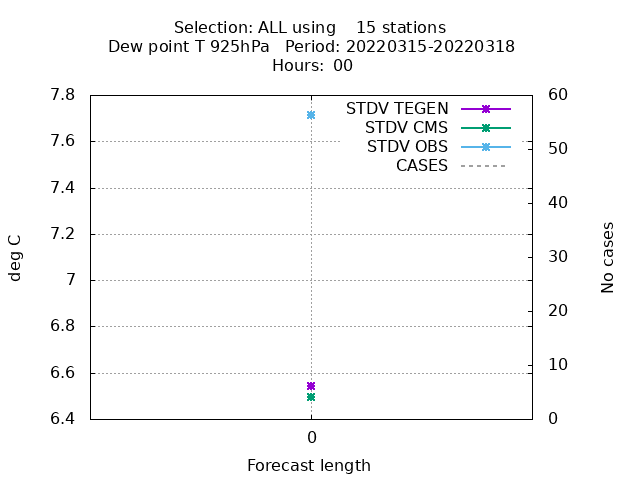 Selection: ALL using    15 stations
Dew point T 925hPa   Period: 20220315-20220318
Hours:  00
7.8
7.6
7.4
7.2
7
6.8
6.6
6.4
deg C
60
50
40
30
20
10
0
No cases
STDV TEGEN
STDV CMS
STDV OBS
CASES
0
Forecast length